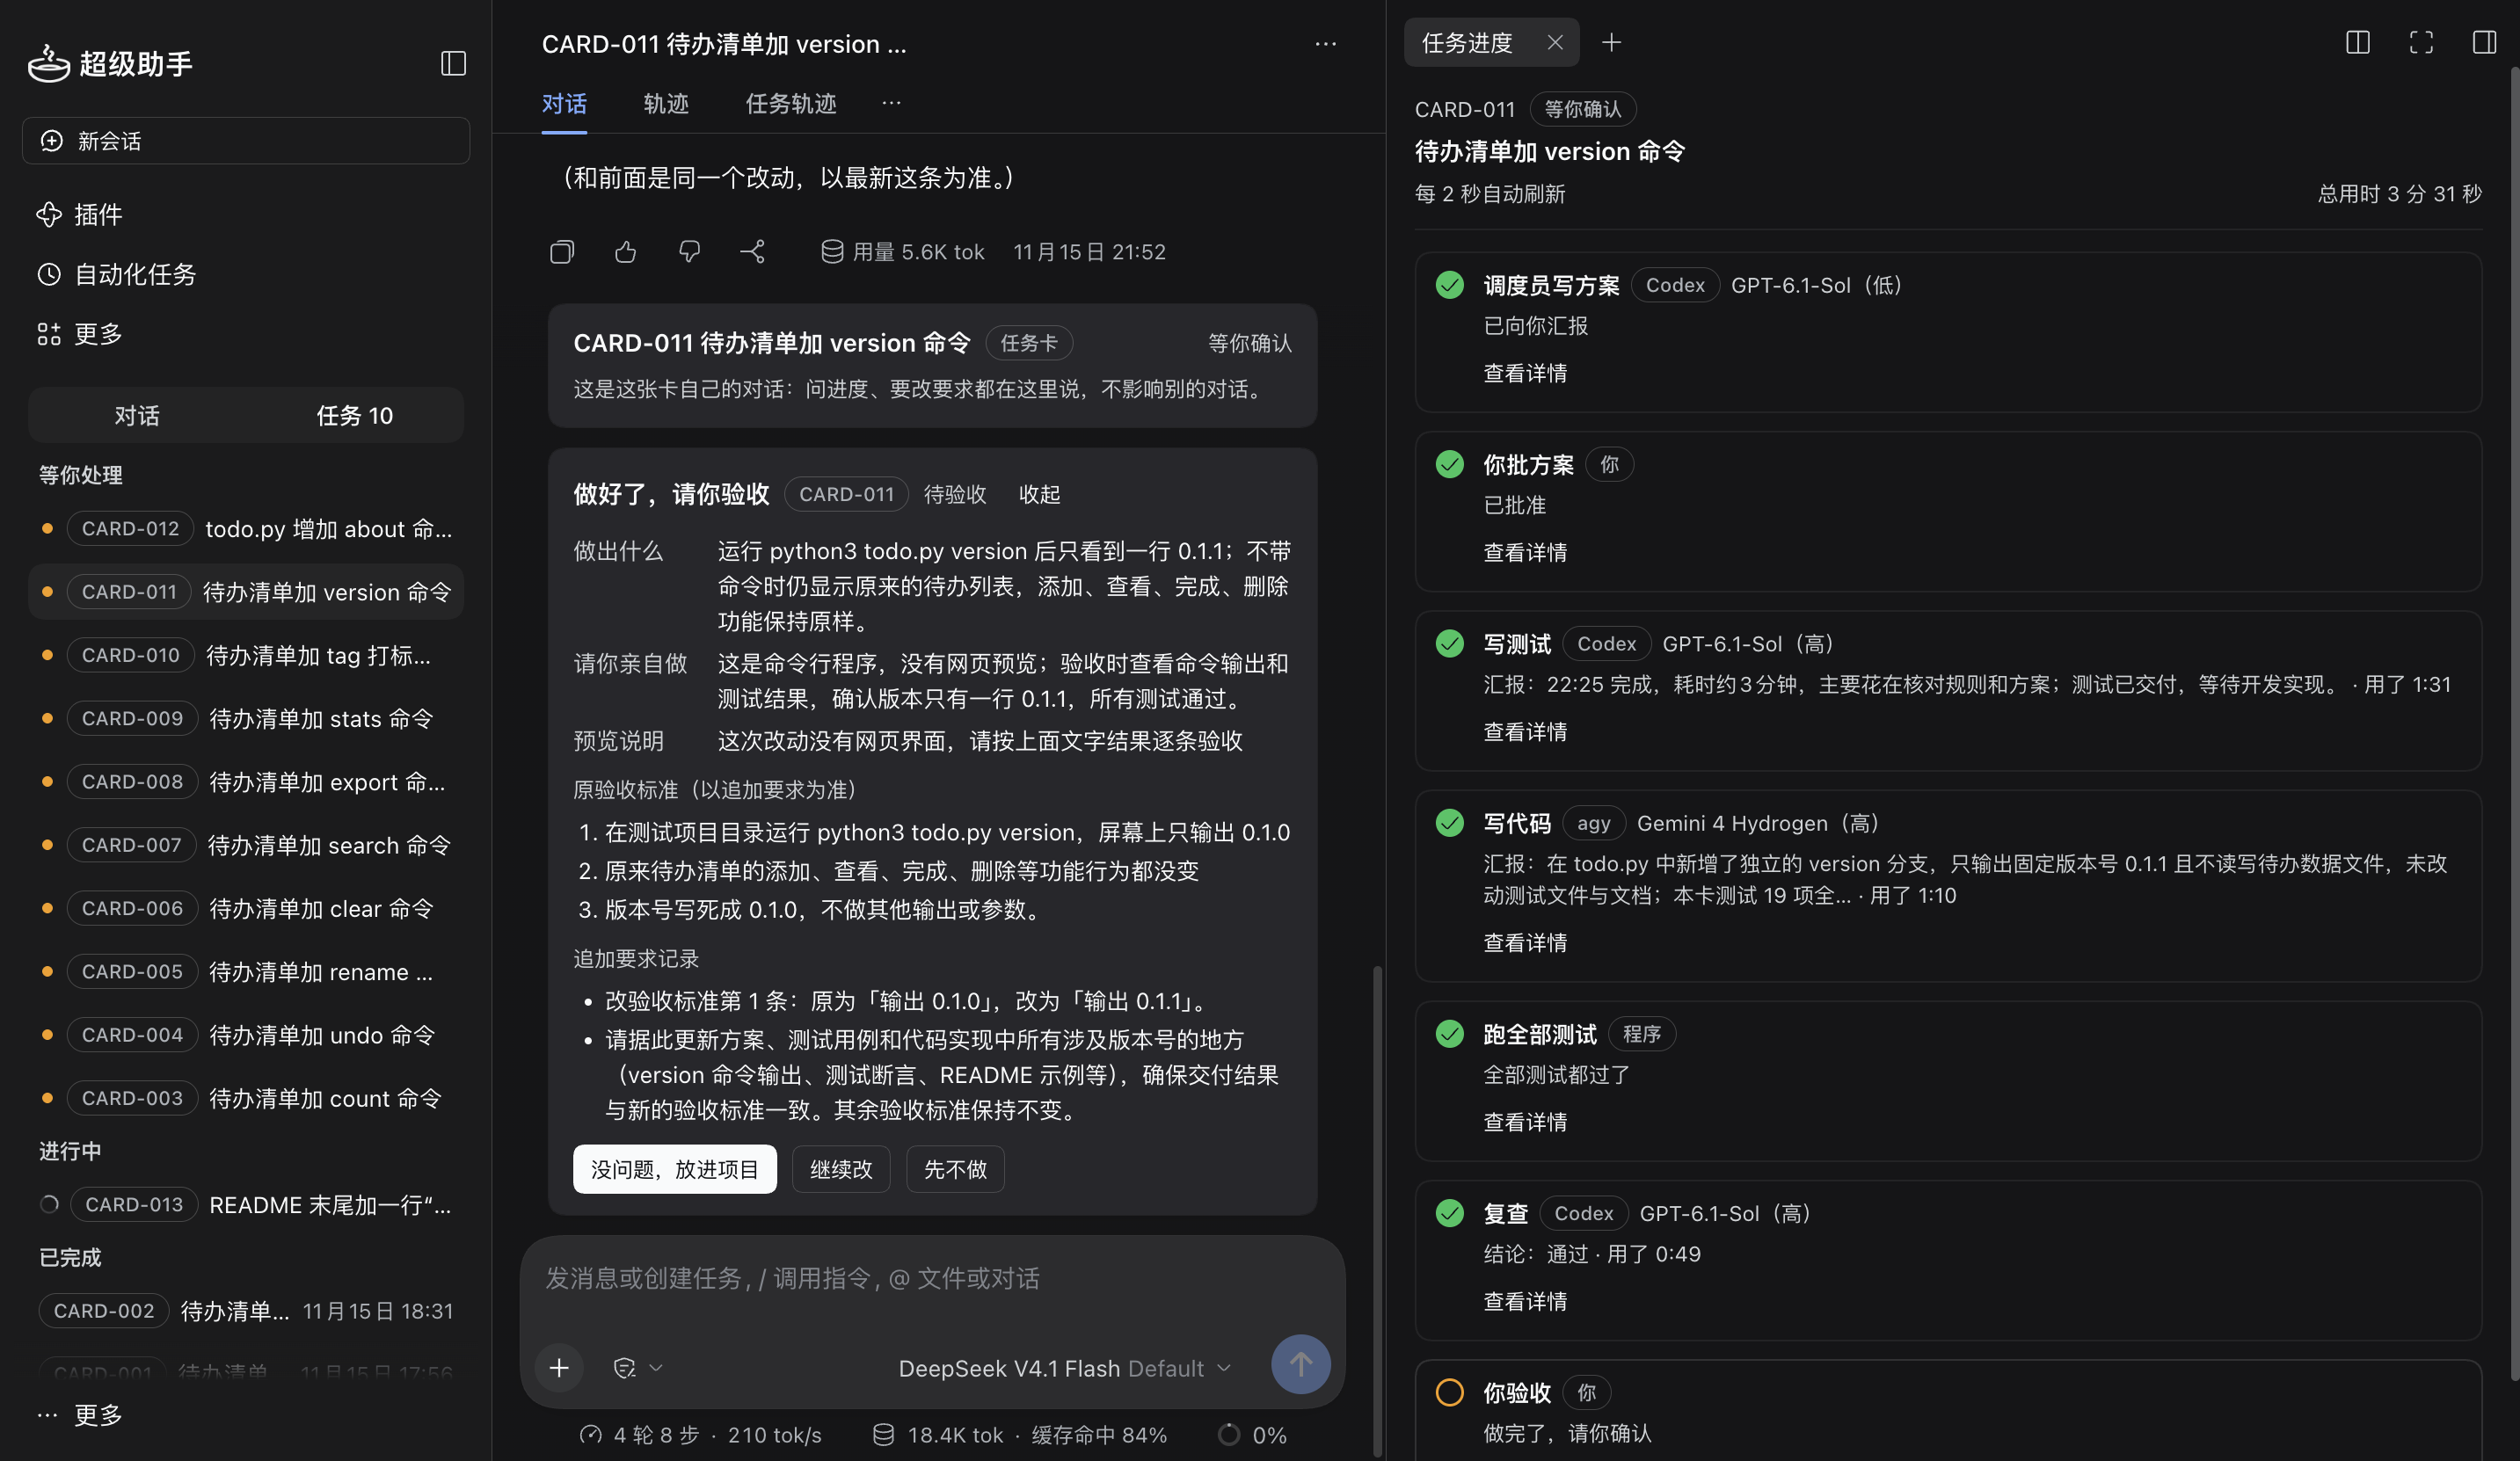 超级助手
新会话
插件
自动化任务
更多
对话 任务 10
等你处理
CARD-012 todo.py 增加 about 命...
CARD-011 待办清单加 version 命令
CARD-010 待办清单加 tag 打标...
CARD-009 待办清单加 stats 命令
CARD-008 待办清单加 export 命...
CARD-007 待办清单加 search 命令
CARD-006 待办清单加 clear 命令
CARD-005 待办清单加 rename ...
CARD-004 待办清单加 undo 命令
CARD-003 待办清单加 count 命令
进行中
CARD-013 README 末尾加一行“...
已完成
CARD-002 待办清单... 11月15日 18:31
CARD-001 待办清单 11月15日 17:56
更多
CARD-011 待办清单加 version ...
对话 轨迹 任务轨迹
（和前面是同一个改动，以最新这条为准。）
用量 5.6K tok 11月15日 21:52
CARD-011 待办清单加 version 命令 任务卡 等你确认
这是这张卡自己的对话：问进度、要改要求都在这里说，不影响别的对话。
做好了，请你验收 CARD-011 待验收 收起
做出什么 运行 python3 todo.py version 后只看到一行 0.1.1；不带
命令时仍显示原来的待办列表，添加、查看、完成、删除
功能保持原样。
请你亲自做 这是命令行程序，没有网页预览；验收时查看命令输出和
测试结果，确认版本只有一行 0.1.1，所有测试通过。
预览说明 这次改动没有网页界面，请按上面文字结果逐条验收
原验收标准（以追加要求为准）
1. 在测试项目目录运行 python3 todo.py version，屏幕上只输出 0.1.0
2. 原来待办清单的添加、查看、完成、删除等功能行为都没变
3. 版本号写死成 0.1.0，不做其他输出或参数。
追加要求记录
• 改验收标准第 1 条：原为「输出 0.1.0」，改为「输出 0.1.1」。
• 请据此更新方案、测试用例和代码实现中所有涉及版本号的地方
（version 命令输出、测试断言、README 示例等），确保交付结果
与新的验收标准一致。其余验收标准保持不变。
没问题，放进项目 继续改 先不做
发消息或创建任务, / 调用指令, @ 文件或对话
DeepSeek V4.1 Flash Default
4 轮 8 步 · 210 tok/s 18.4K tok · 缓存命中 84% 0%
任务进度
CARD-011 等你确认
待办清单加 version 命令
每 2 秒自动刷新 总用时 3 分 31 秒
调度员写方案 Codex GPT-6.1-Sol（低）
已向你汇报
查看详情
你批方案 你
已批准
查看详情
写测试 Codex GPT-6.1-Sol（高）
汇报：22:25 完成，耗时约3分钟，主要花在核对规则和方案；测试已交付，等待开发实现。 · 用了 1:31
查看详情
写代码 agy Gemini 4 Hydrogen（高）
汇报：在 todo.py 中新增了独立的 version 分支，只输出固定版本号 0.1.1 且不读写待办数据文件，未改
动测试文件与文档；本卡测试 19 项全... · 用了 1:10
查看详情
跑全部测试 程序
全部测试都过了
查看详情
复查 Codex GPT-6.1-Sol（高）
结论：通过 · 用了 0:49
查看详情
你验收 你
做完了，请你确认